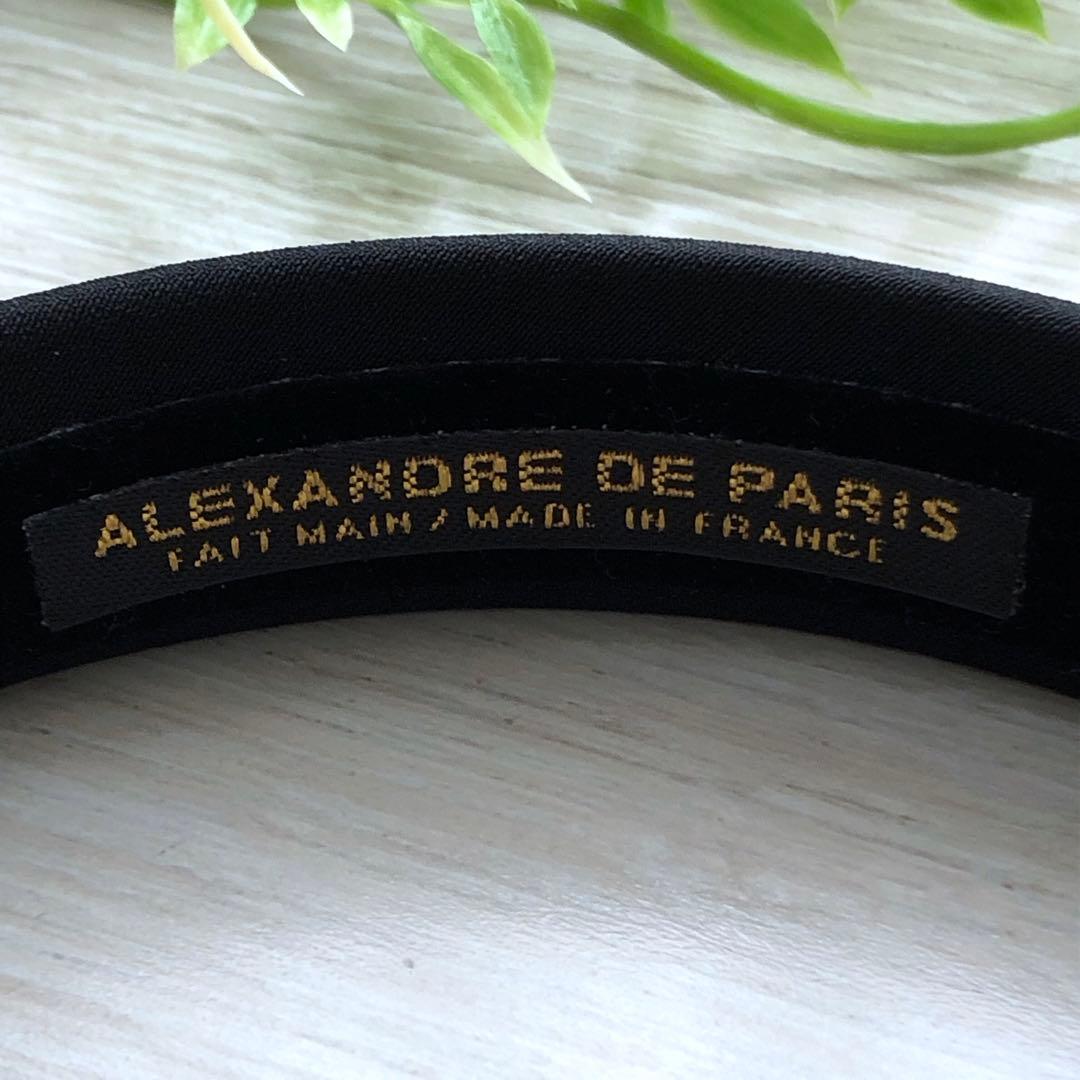 ALEXANDRE DE PARIS
FAIT MAIN / MADE IN FRANCE